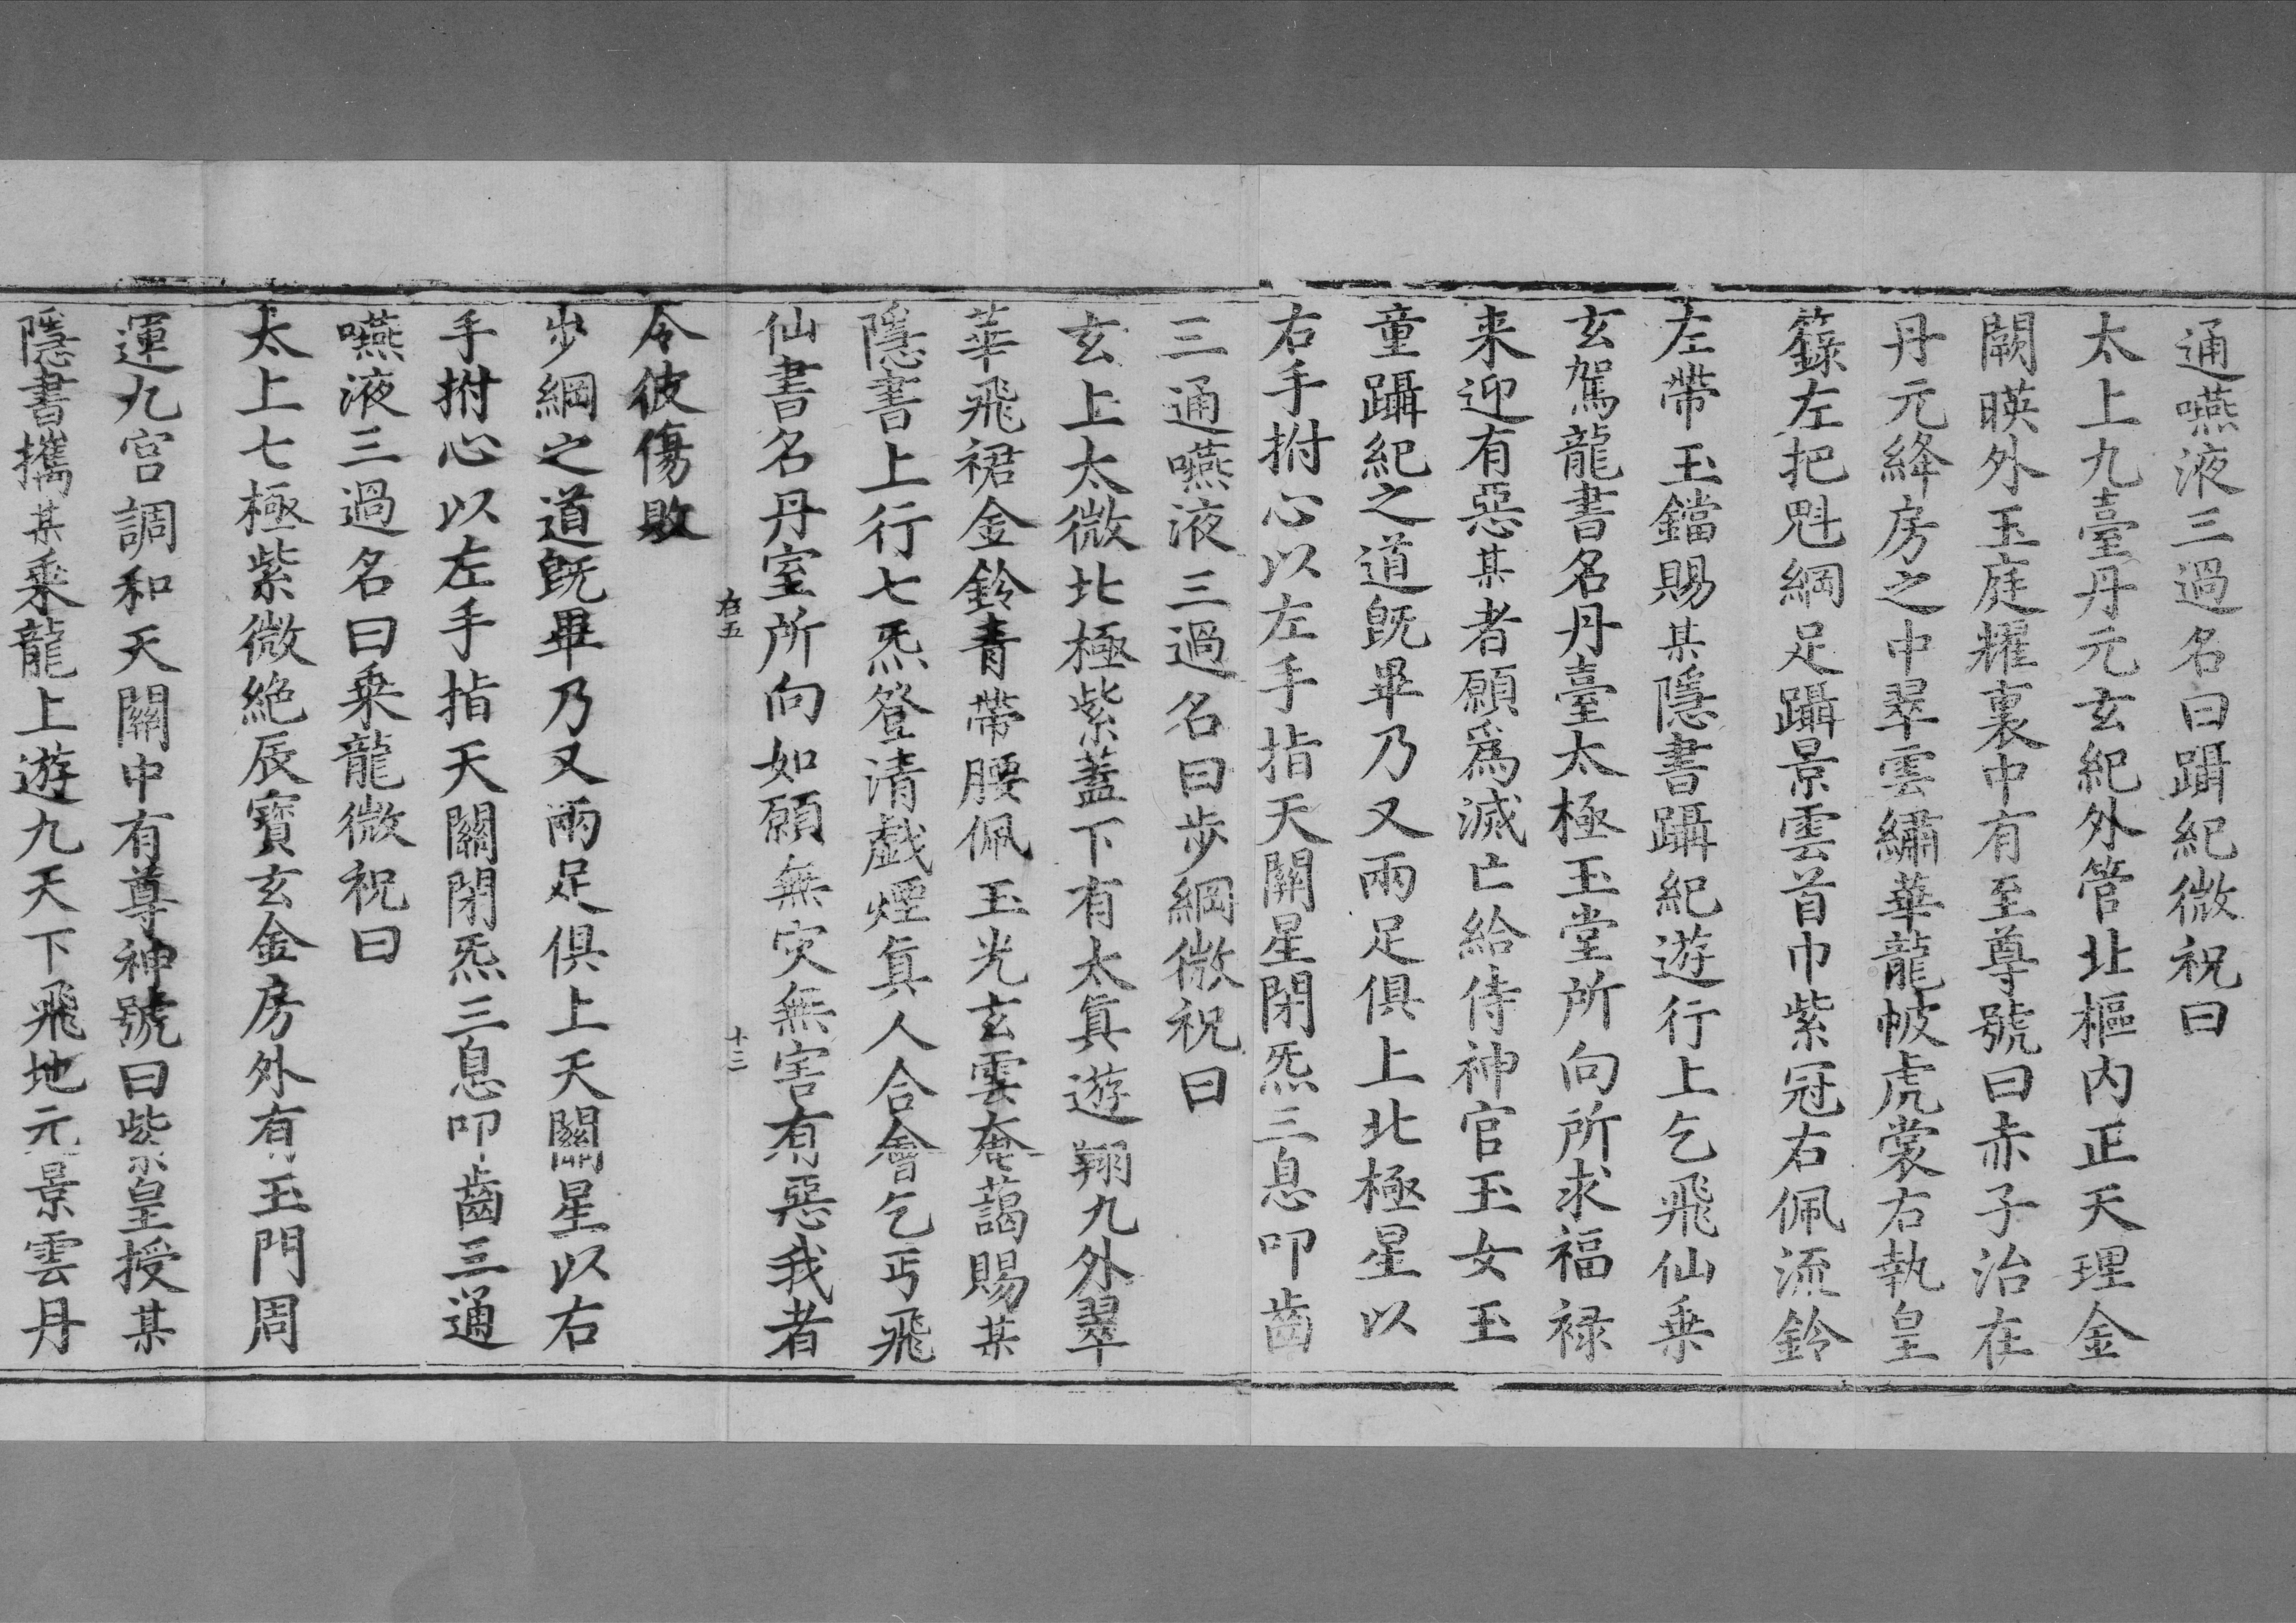 通嚥液三過名曰躡紀微祝曰
太上九臺丹元玄紀外管北樞内正天理金
闕暎外玉庭耀裏中有至尊號曰赤子治在
丹元絳房之中翠雲繡華龍帔虎裳右執皇
籙左把魁綱足躡景雲首巾紫冠右佩流鈴
左帶玉鐺賜某隱書躡紀遊行上乞飛仙乗
玄駕龍書名丹臺太極玉堂所向所求福禄
来迎有惡某者願爲滅亡給侍神官玉女玉
童躡紀之道旣畢乃又兩足俱上北極星以
右手拊心以左手指天關星閉炁三息叩齒
三通嚥液三過名曰步綱微祝曰
玄上太微北極紫蓋下有太眞遊翔九外翠
華飛裙金鈴青帶腰佩玉光玄雲奄藹賜某
隱書上行七炁登清戯煙眞人合會乞丐飛
仙書名丹室所向如願無灾無害有惡我者
右五
十二
令彼傷敗
步綱之道旣畢乃又兩足俱上天關星以右
手拊心以左手指天關閉炁三息叩齒三通
嚥液三過名曰乗龍微祝曰
太上七極紫微絶辰寳玄金房外有玉門周
運九宮調和天關中有尊神號曰紫皇授某
隱書攜某乗龍上遊九天下飛地元景雲丹